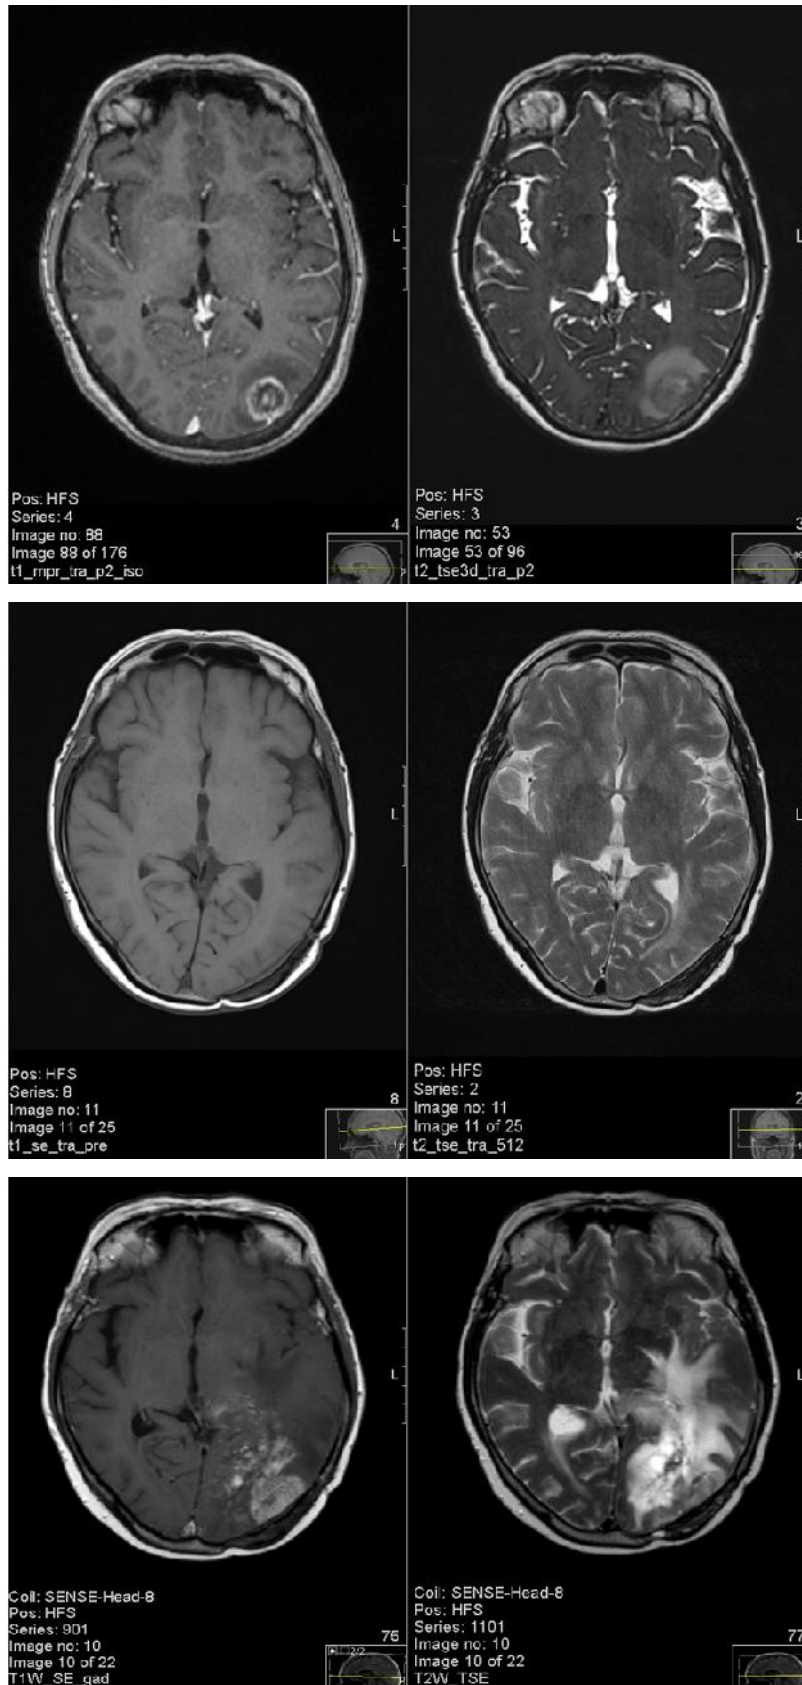 L
Pos: HFS
Series: 4
Image no: 88
Image 88 of 176
t1_mpr_tra_p2_iso
4
L
Pos: HFS
Series: 3
Image no: 53
Image 53 of 96
t2_tse3d_tra_p2
3
L
Pos: HFS
Series: 8
Image no: 11
Image 11 of 25
t1_se_tra_pre
8
L
Pos: HFS
Series: 2
Image no: 11
Image 11 of 25
t2_tse_tra_512
2
L
Coil: SENSE-Head-8
Pos: HFS
Series: 901
Image no: 10
Image 10 of 22
T1W_SE_gad
L
Coil: SENSE-Head-8
Pos: HFS
Series: 1101
Image no: 10
Image 10 of 22
T2W_TSE
77